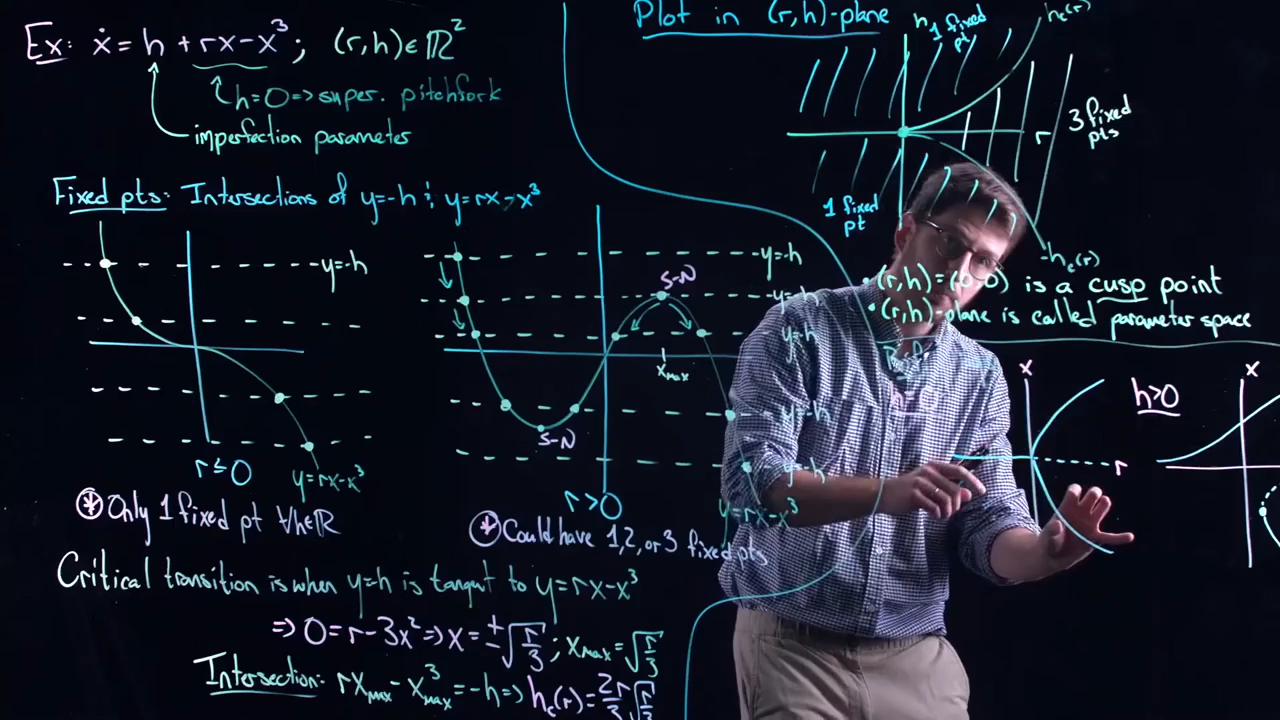 Ex: ẋ = h + rx - x³; (r,h) ∈ ℝ²
h=0 => super. pitchfork
imperfection parameter
Fixed pts: Intersections of y=-h & y=rx-x³
y=-h
r≤0
y=rx-x³
⊛ Only 1 fixed pt ∀h∈ℝ
y=-h
S-N
y=-h
y=-h
x_max
y=-h
S-N
y=-h
r>0
y=rx-x³
⊛ Could have 1, 2, or 3 fixed pts
Critical transition is when y=h is tangent to y=rx-x³
=> 0=r-3x² => x=±√(r/3); x_max=√(r/3)
Intersection: rx_max - x³_max = -h => h_c(r) = 2r/3 √(r/3)
Plot in (r,h)-plane
h
1 fixed
pt
h_c(r)
r
3 fixed
pts
1 fixed
pt
-h_c(r)
• (r,h)=(0,0) is a cusp point
• (r,h)-plane is called parameter space
x
r
h>0
x